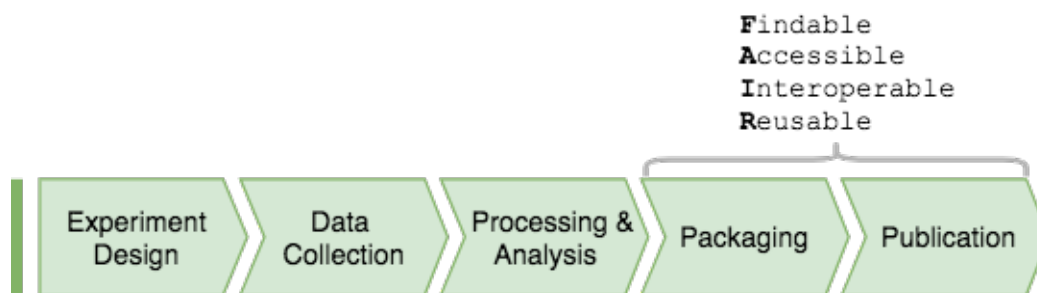 Findable
Accessible
Interoperable
Reusable
Experiment
Design
Data
Collection
Processing &
Analysis
Packaging
Publication